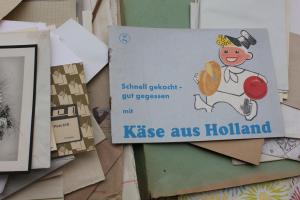 Schnell gekocht -
gut gegessen
mit
Käse aus Holland